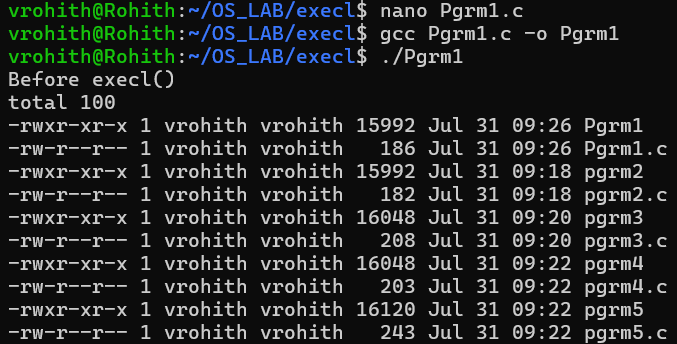 vrohith@Rohith:~/OS_LAB/execl$ nano Pgrm1.c
vrohith@Rohith:~/OS_LAB/execl$ gcc Pgrm1.c -o Pgrm1
vrohith@Rohith:~/OS_LAB/execl$ ./Pgrm1
Before execl()
total 100
-rwxr-xr-x 1 vrohith vrohith 15992 Jul 31 09:26 Pgrm1
-rw-r--r-- 1 vrohith vrohith   186 Jul 31 09:26 Pgrm1.c
-rwxr-xr-x 1 vrohith vrohith 15992 Jul 31 09:18 pgrm2
-rw-r--r-- 1 vrohith vrohith   182 Jul 31 09:18 pgrm2.c
-rwxr-xr-x 1 vrohith vrohith 16048 Jul 31 09:20 pgrm3
-rw-r--r-- 1 vrohith vrohith   208 Jul 31 09:20 pgrm3.c
-rwxr-xr-x 1 vrohith vrohith 16048 Jul 31 09:22 pgrm4
-rw-r--r-- 1 vrohith vrohith   203 Jul 31 09:22 pgrm4.c
-rwxr-xr-x 1 vrohith vrohith 16120 Jul 31 09:22 pgrm5
-rw-r--r-- 1 vrohith vrohith   243 Jul 31 09:22 pgrm5.c